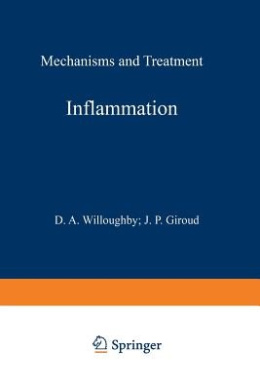 Mechanisms and Treatment
Inflammation
D. A. Willoughby; J. P. Giroud
Springer